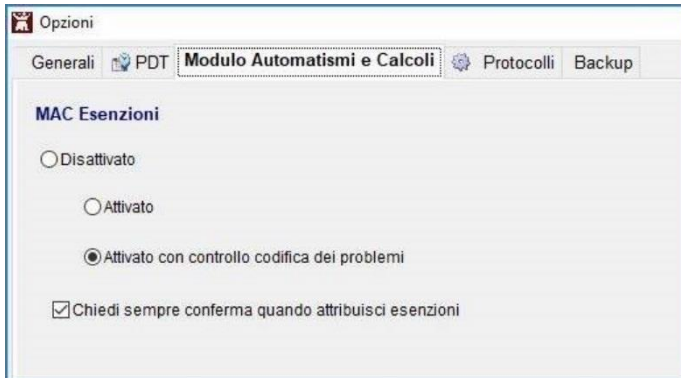 Opzioni
Generali PDT Modulo Automatismi e Calcoli Protocolli Backup
MAC Esenzioni
Disattivato
Attivato
Attivato con controllo codifica dei problemi
Chiedi sempre conferma quando attribuisci esenzioni